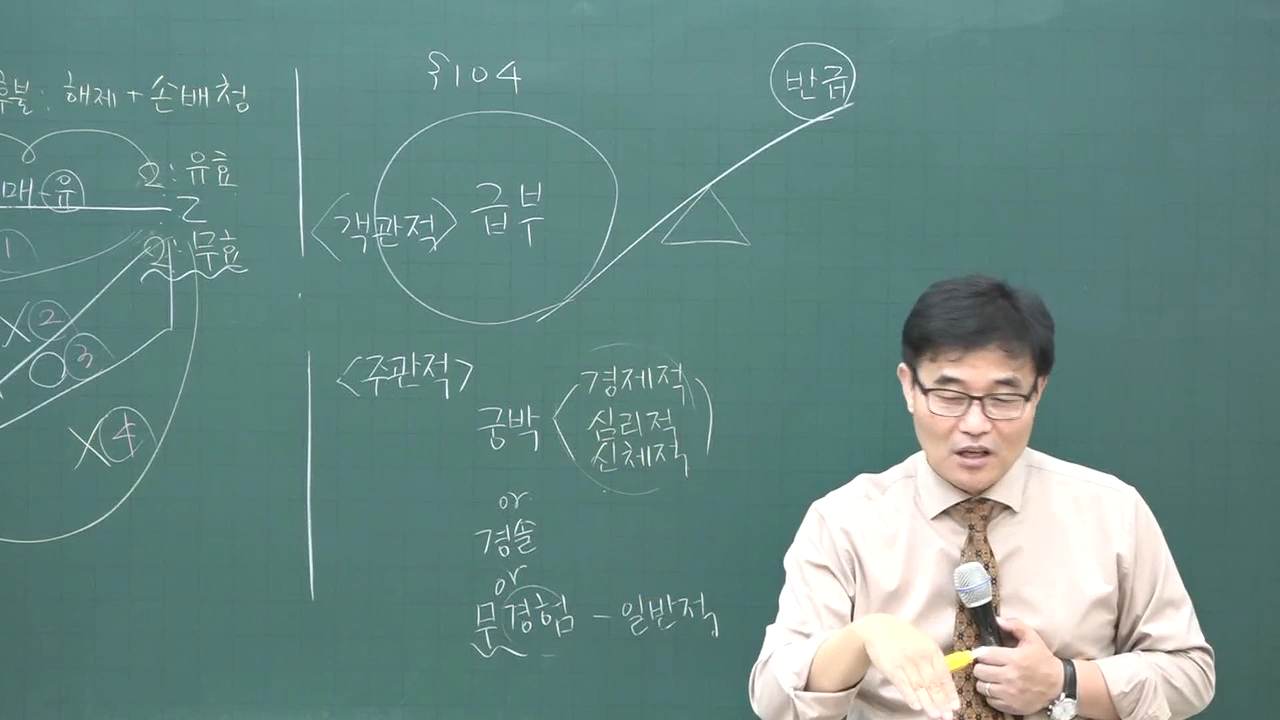 후불: 해제 + 손배청
2: 유효
매 - 유
乙
2: 무효
①
X ②
○ ③
X ④
§104
반급
<객관적> 급부
<주관적>
궁박 < 경제적
심리적
신체적
or
경솔
or
무경험 - 일반적